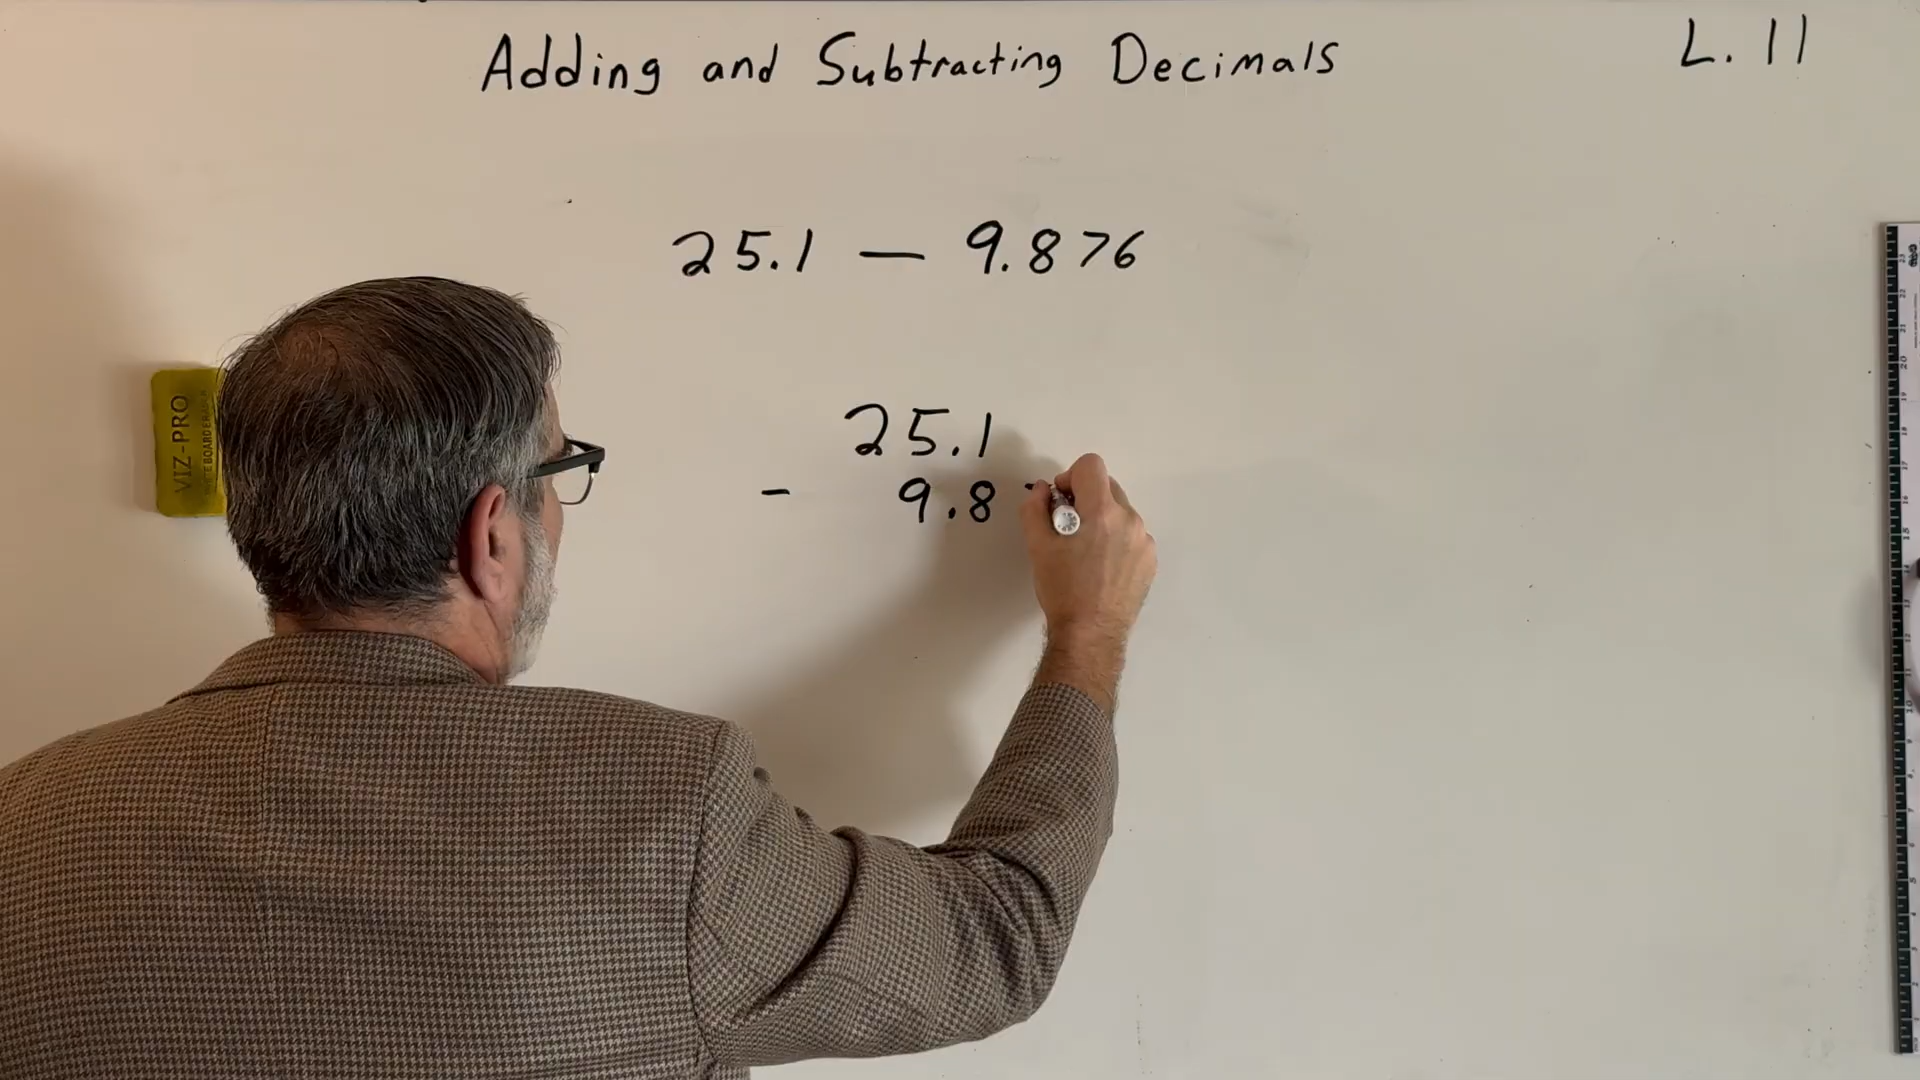 Adding and Subtracting Decimals
L. 11
25.1 — 9.876
25.1
- 9.8
VIZ-PRO